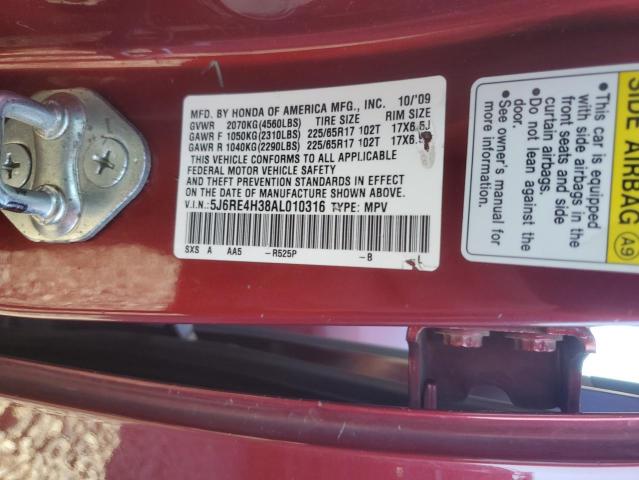 MFD. BY HONDA OF AMERICA MFG., INC. 10/'09
GVWR 2070KG(4560LBS) TIRE SIZE RIM SIZE
GAWR F 1050KG(2310LBS) 225/65R17 102T 17X6.5J
GAWR R 1040KG(2290LBS) 225/65R17 102T 17X6.5J
THIS VEHICLE CONFORMS TO ALL APPLICABLE
FEDERAL MOTOR VEHICLE SAFETY
AND THEFT PREVENTION STANDARDS IN EFFECT
ON THE DATE OF MANUFACTURE SHOWN ABOVE.
V.I.N.: 5J6RE4H38AL010316 TYPE: MPV
SXS A AA5 -R525P -B -L
SIDE AIRBAG
A9
This car is equipped
with side airbags in the
front seats and side
curtain airbags.
• Do not lean against the
door.
• See owner's manual for
more information.